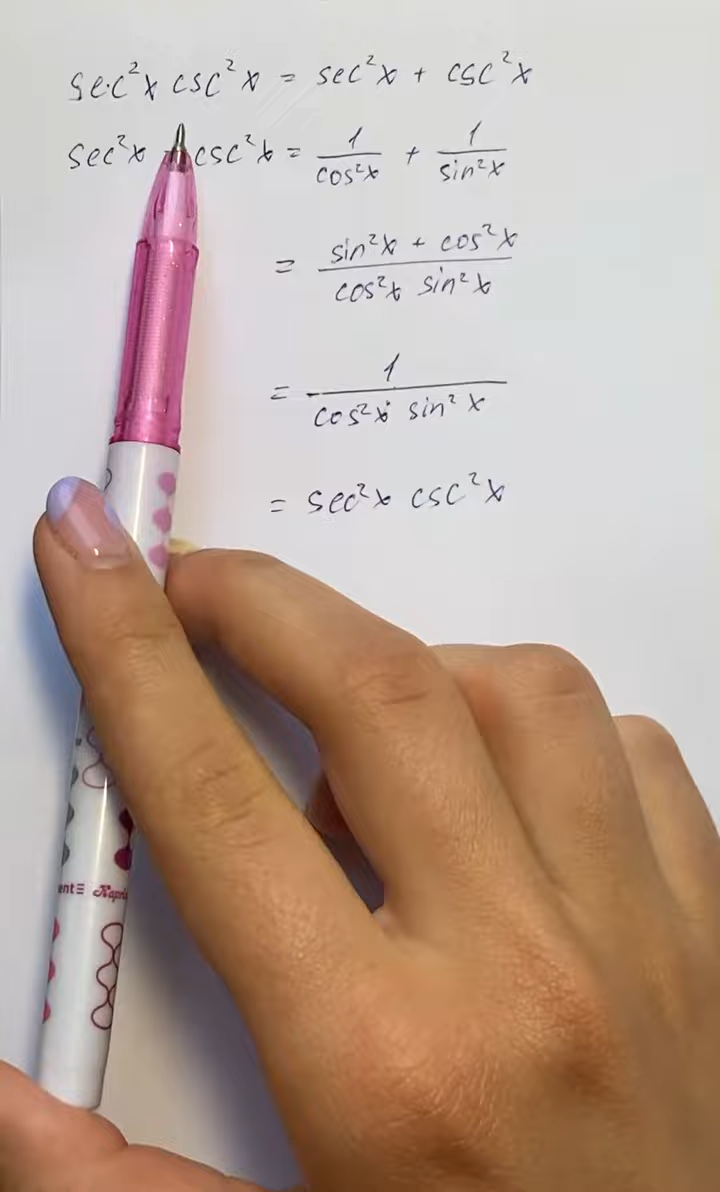 sec²x csc²x = sec²x + csc²x
sec²x + csc²x = 1/cos²x + 1/sin²x
= (sin²x + cos²x)/(cos²x sin²x)
= 1/(cos²x sin²x)
= sec²x csc²x